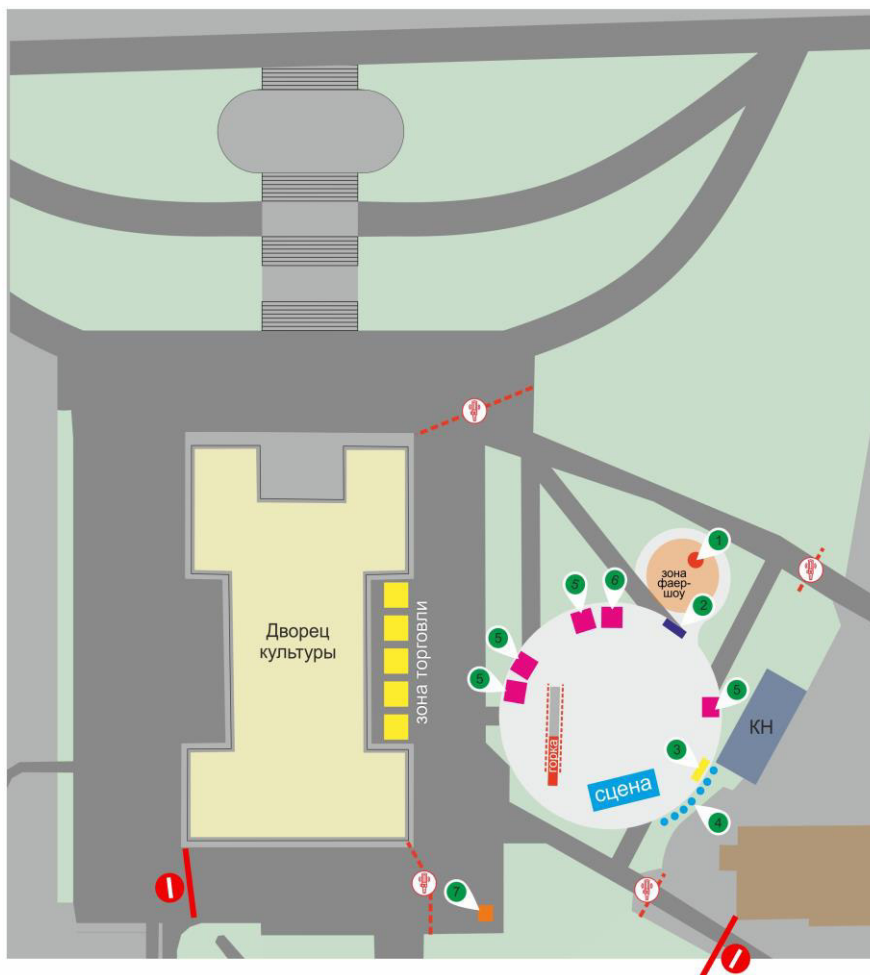 1
зона
фаер-
шоу
2
6
5
5
5
5
Дворец
культуры
зона торговли
КН
горка
3
сцена
4
7